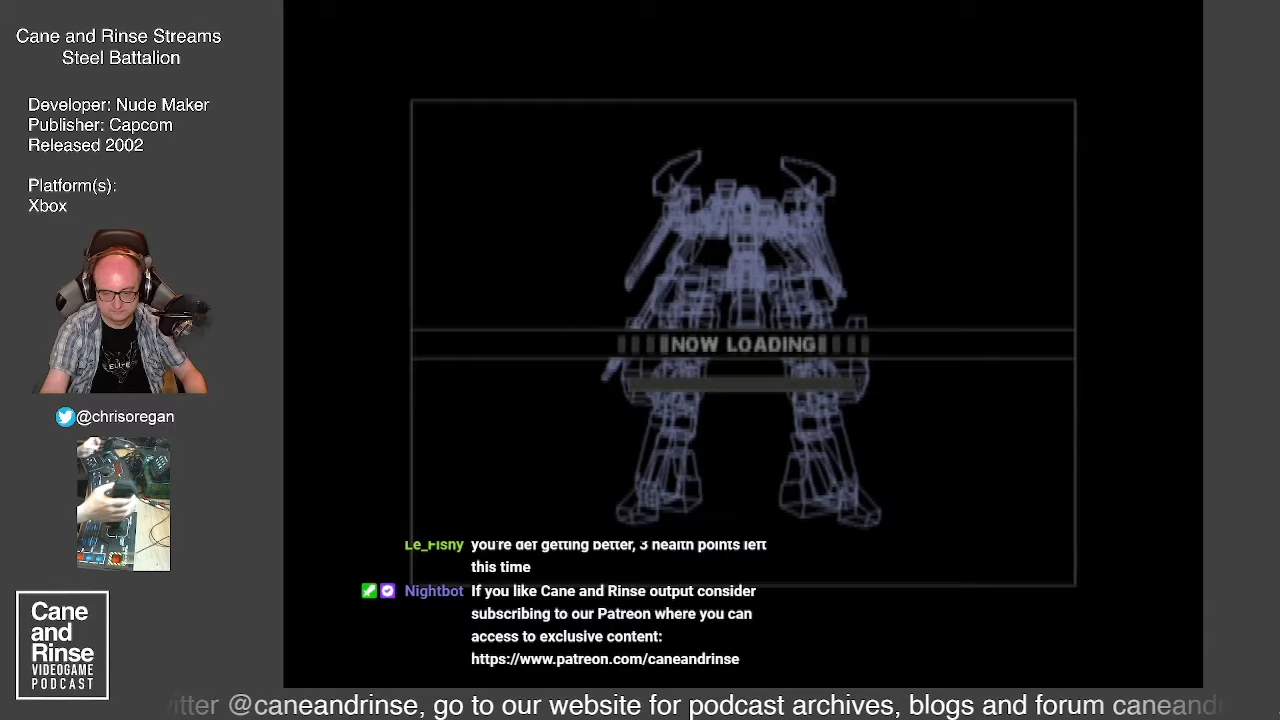 Cane and Rinse Streams
Steel Battalion
Developer: Nude Maker
Publisher: Capcom
Released 2002
Platform(s):
Xbox
@chrisoregan
Cane
and
Rinse
VIDEOGAME
PODCAST
NOW LOADING
Le_Fisny you're def getting better, 3 health points left
this time
Nightbot If you like Cane and Rinse output consider
subscribing to our Patreon where you can
access to exclusive content:
https://www.patreon.com/caneandrinse
itter @caneandrinse, go to our website for podcast archives, blogs and forum caneand